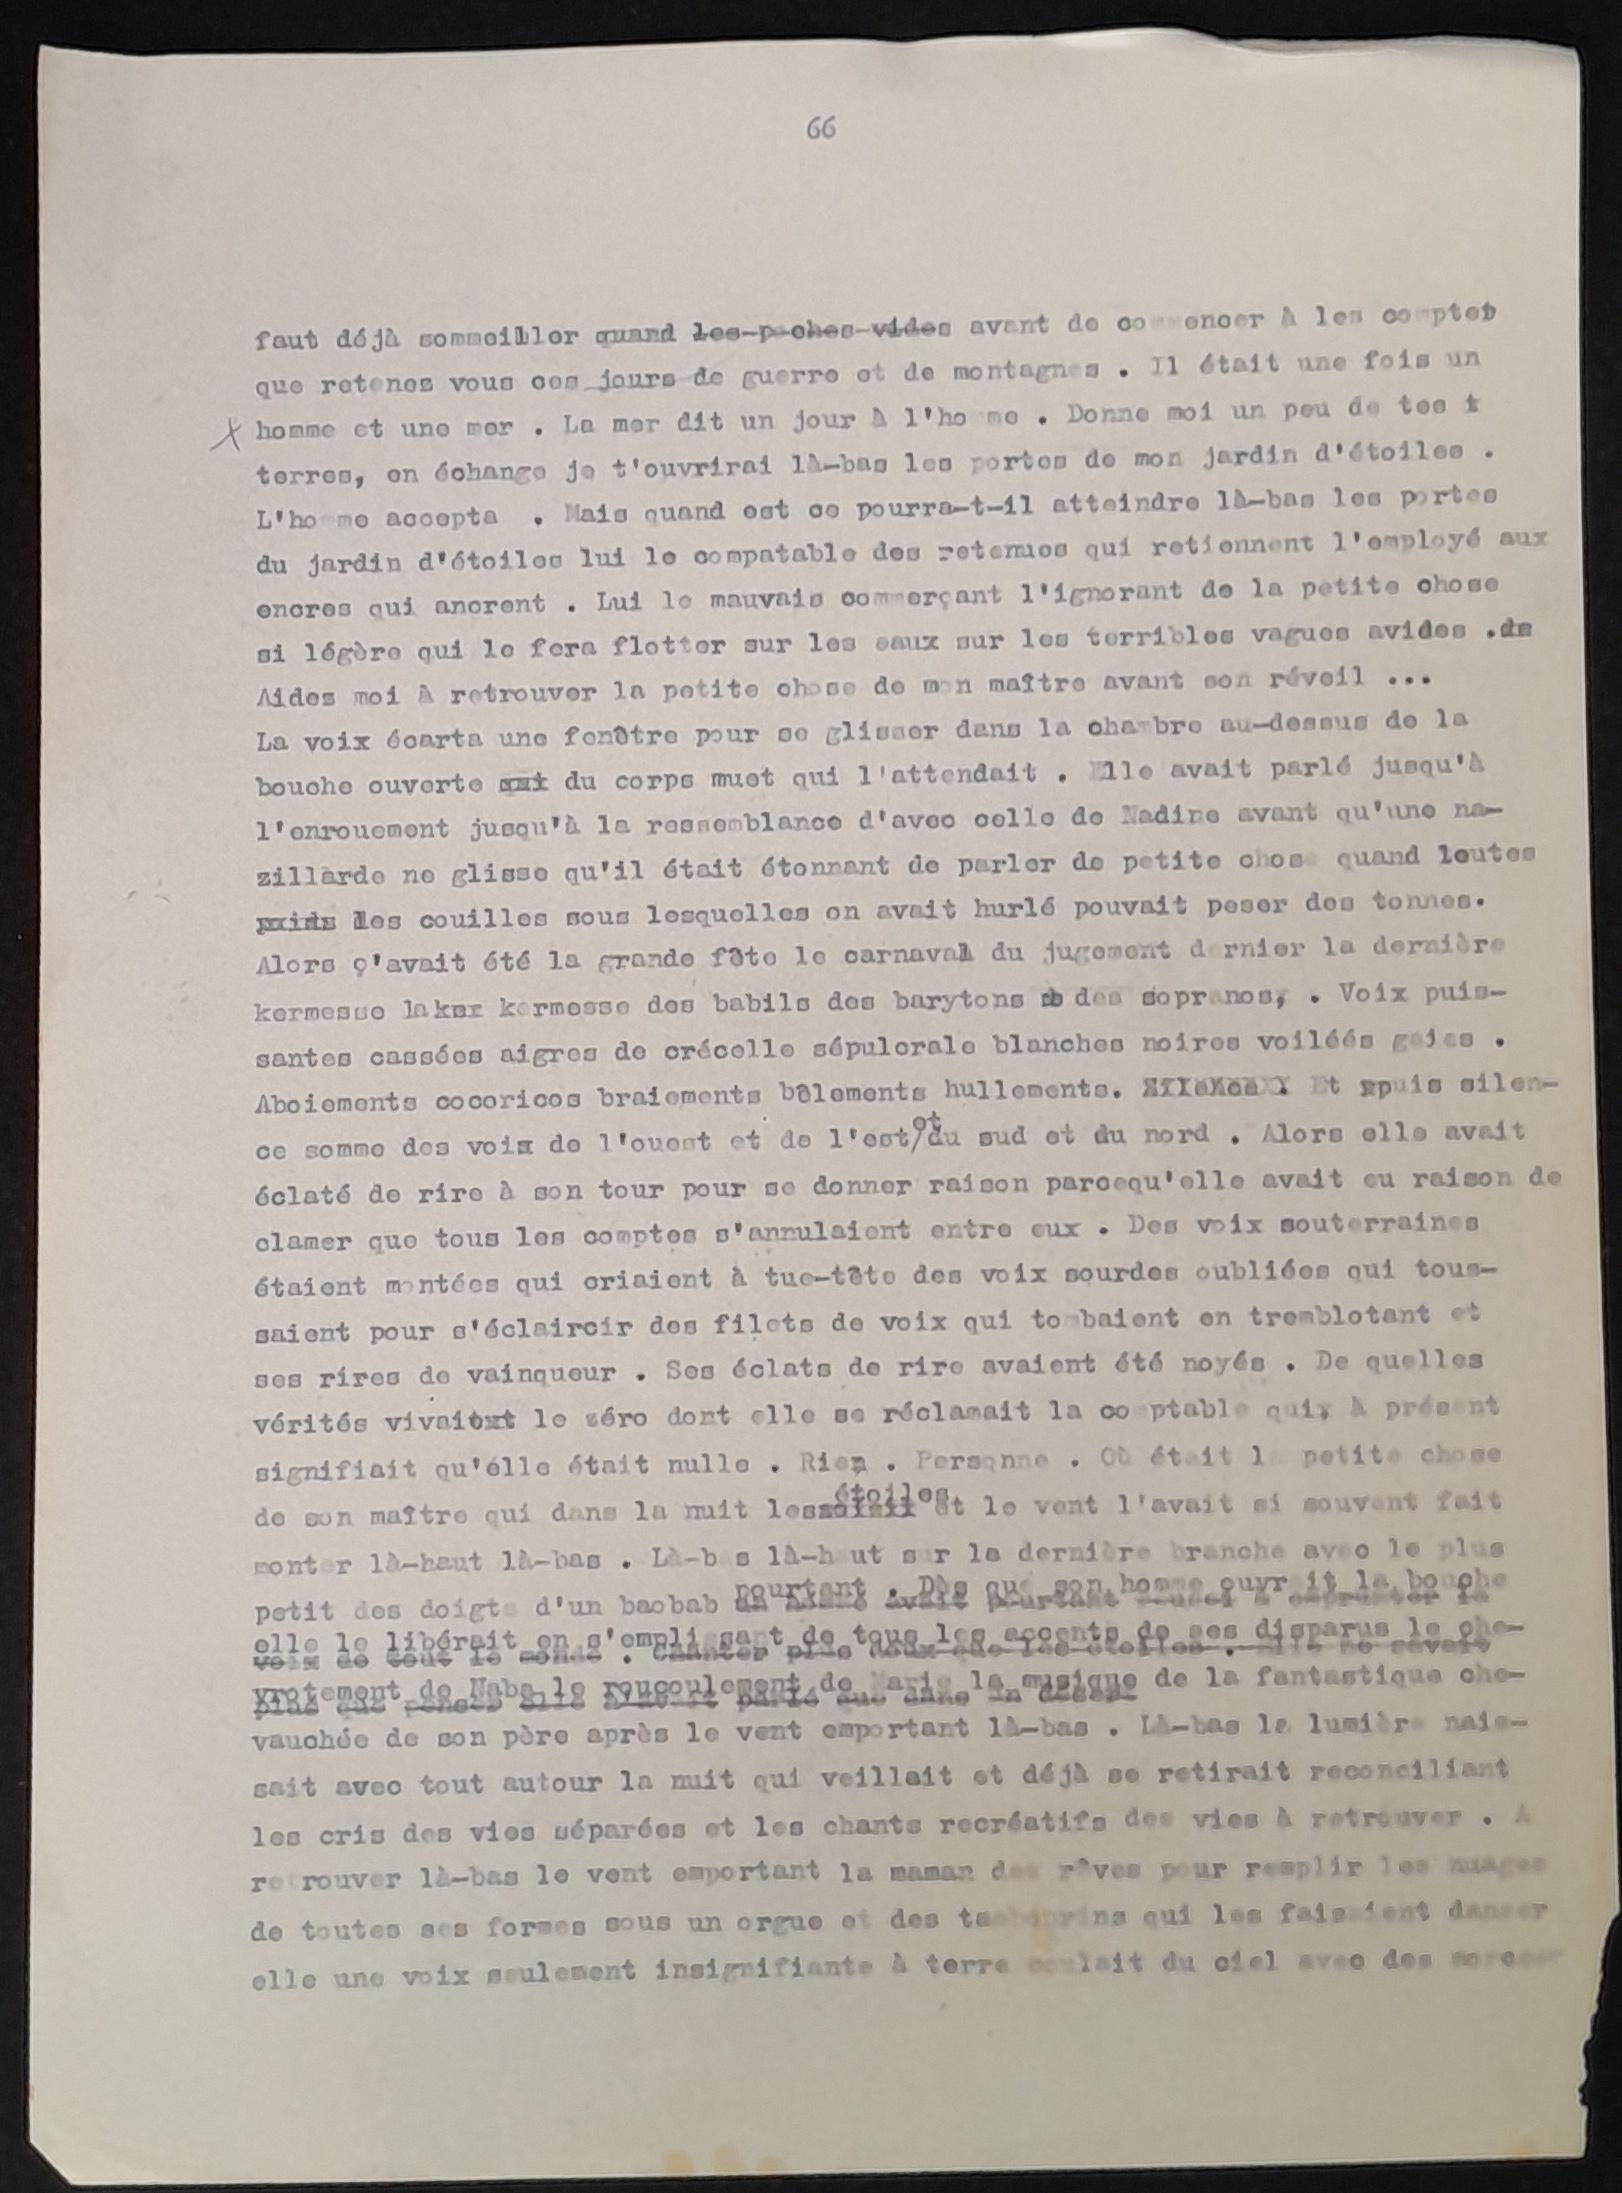 66
faut déjà sommeiller quand les poches vides avant de commencer à les compter
que retenez vous ces jours de guerre et de montagnes . Il était une fois un
homme et une mer . La mer dit un jour à l'homme . Donne moi un peu de tes t
terres, en échange je t'ouvrirai là-bas les portes de mon jardin d'étoiles .
L'homme accepta . Mais quand est ce pourra-t-il atteindre là-bas les portes
du jardin d'étoiles lui le compatable des retenues qui retiennent l'employé aux
encres qui ancrent . Lui le mauvais commerçant l'ignorant de la petite chose
si légère qui le fera flotter sur les eaux sur les terribles vagues avides .de
Aides moi à retrouver la petite chose de mon maître avant son réveil ...
La voix écarta une fenêtre pour se glisser dans la chambre au-dessus de la
bouche ouverte du corps muet qui l'attendait . Elle avait parlé jusqu'à
l'enrouement jusqu'à la ressemblance d'avec celle de Nadine avant qu'une na-
zillarde ne glisse qu'il était étonnant de parler de petite chose quand toutes
les couilles sous lesquelles on avait hurlé pouvait peser des tonnes.
Alors ç'avait été la grande fête le carnaval du jugement dernier la dernière
kermesse la ker kermesse des babils des barytons des sopranos, . Voix puis-
santes cassées aigres de crécelle sépulcrale blanches noires voiléés gaies .
Aboiements cocoricos braiements bêlements hullements. Silence . Et puis silen-
ce somme des voix de l'ouest et de l'est/et du sud et du nord . Alors elle avait
éclaté de rire à son tour pour se donner raison parcequ'elle avait eu raison de
clamer que tous les comptes s'annulaient entre eux . Des voix souterraines
étaient montées qui criaient à tue-tête des voix sourdes oubliées qui tous-
saient pour s'éclaircir des filets de voix qui tombaient en tremblotant et
ses rires de vainqueur . Ses éclats de rire avaient été noyés . De quelles
vérités vivait le zéro dont elle se réclamait la comptable qui, à présent
signifiait qu'élle était nulle . Rien . Personne . Où était la petite chose
étoiles
de son maître qui dans la nuit les et le vent l'avait si souvent fait
monter là-haut là-bas . Là-bas là-haut sur la dernière branche avec le plus
pourtant . Dès que son homme ouvrait la bouche
petit des doigts d'un baobab
elle le libérait en s'emplissant de tous les accents de ses disparus le che-
voix de tout le monde . Chanter plus doux que les étoiles . Elle ne savait
vrotement de Naba le roucoulement de Marie la musique de la fantastique che-
vauchée de son père après le vent emportant là-bas . Là-bas la lumière nais-
sait avec tout autour la nuit qui veillait et déjà se retirait reconciliant
les cris des vies séparées et les chants recréatifs des vies à retrouver . A
retrouver là-bas le vent emportant la maman des rêves pour remplir les nuages
de toutes ses formes sous un orgue et des tambourins qui les faisaient danser
elle une voix seulement insignifiante à terre coulait du ciel avec des